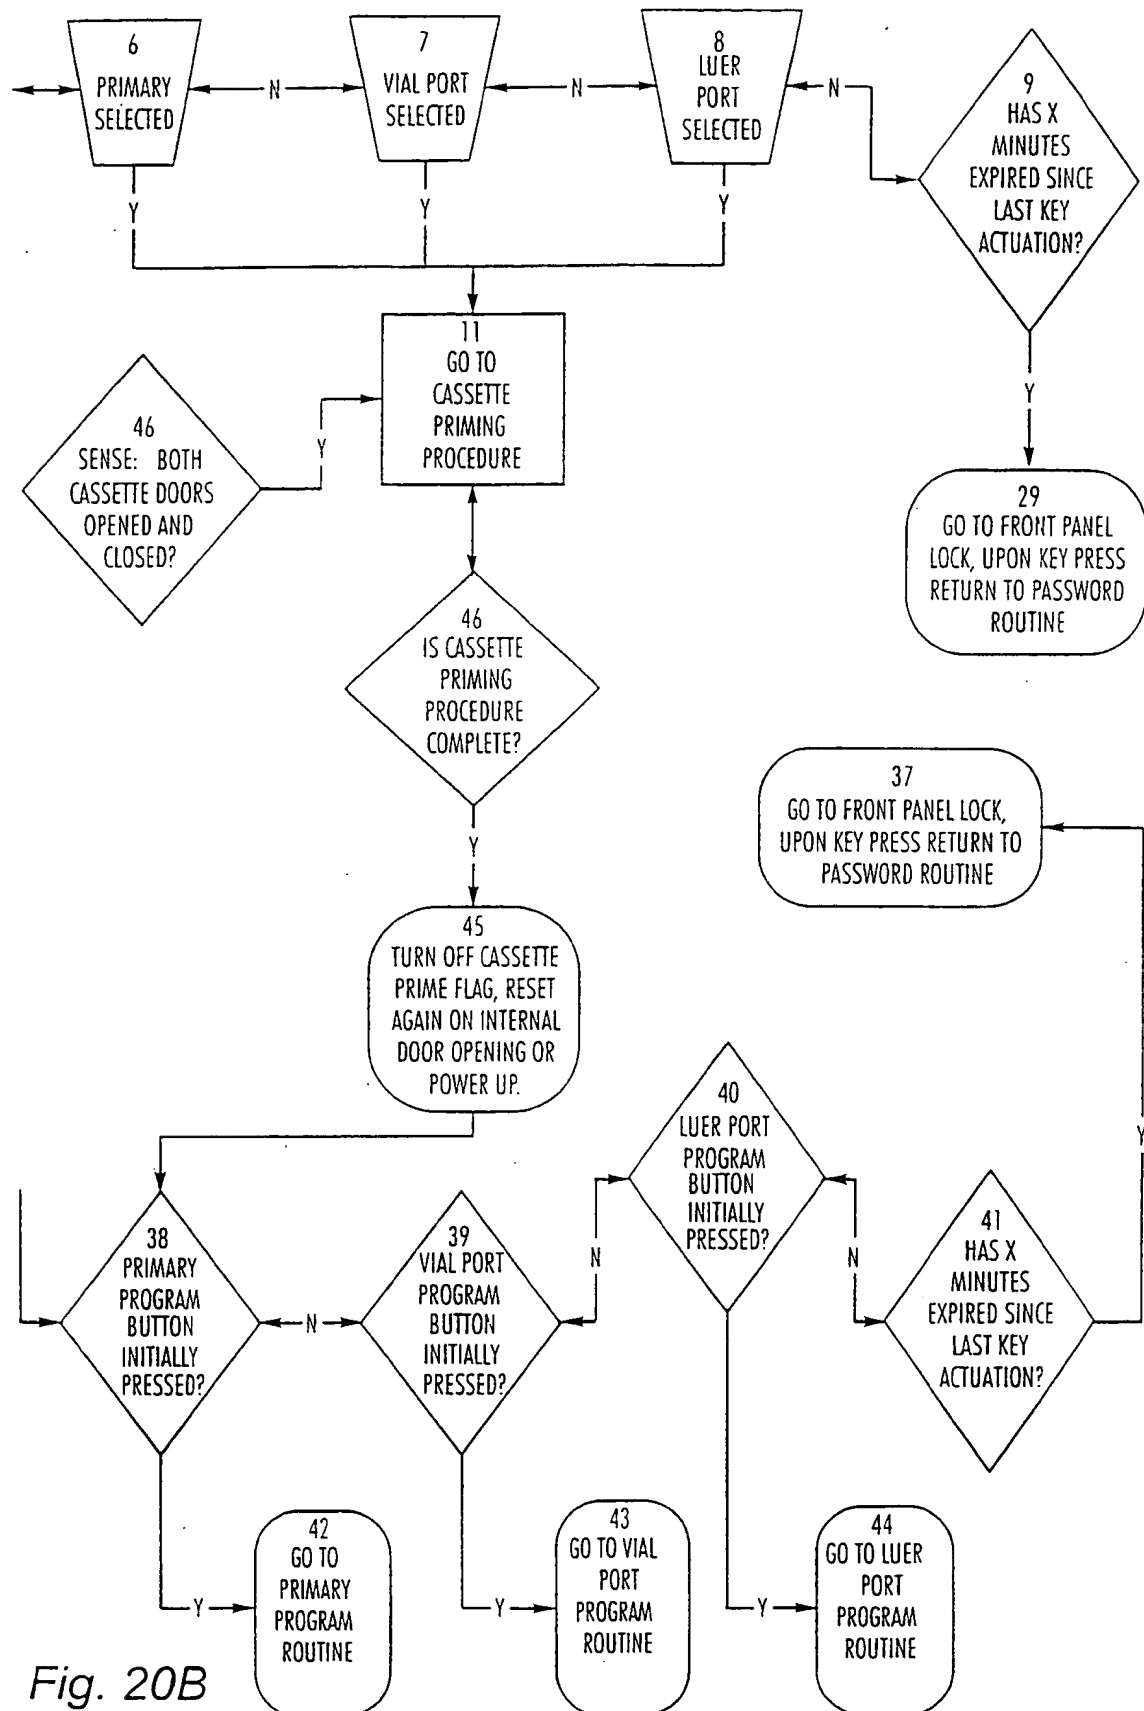 6
PRIMARY
SELECTED
N
7
VIAL PORT
SELECTED
N
8
LUER
PORT
SELECTED
N
9
HAS X
MINUTES
EXPIRED SINCE
LAST KEY
ACTUATION?
Y
Y
Y
Y
11
GO TO
CASSETTE
PRIMING
PROCEDURE
46
SENSE: BOTH
CASSETTE DOORS
OPENED AND
CLOSED?
Y
29
GO TO FRONT PANEL
LOCK, UPON KEY PRESS
RETURN TO PASSWORD
ROUTINE
46
IS CASSETTE
PRIMING
PROCEDURE
COMPLETE?
Y
37
GO TO FRONT PANEL LOCK,
UPON KEY PRESS RETURN TO
PASSWORD ROUTINE
45
TURN OFF CASSETTE
PRIME FLAG, RESET
AGAIN ON INTERNAL
DOOR OPENING OR
POWER UP.
38
PRIMARY
PROGRAM
BUTTON
INITIALLY
PRESSED?
N
39
VIAL PORT
PROGRAM
BUTTON
INITIALLY
PRESSED?
N
40
LUER PORT
PROGRAM
BUTTON
INITIALLY
PRESSED?
N
41
HAS X
MINUTES
EXPIRED SINCE
LAST KEY
ACTUATION?
Y
Y
42
GO TO
PRIMARY
PROGRAM
ROUTINE
Y
43
GO TO VIAL
PORT
PROGRAM
ROUTINE
Y
44
GO TO LUER
PORT
PROGRAM
ROUTINE
Fig. 20B